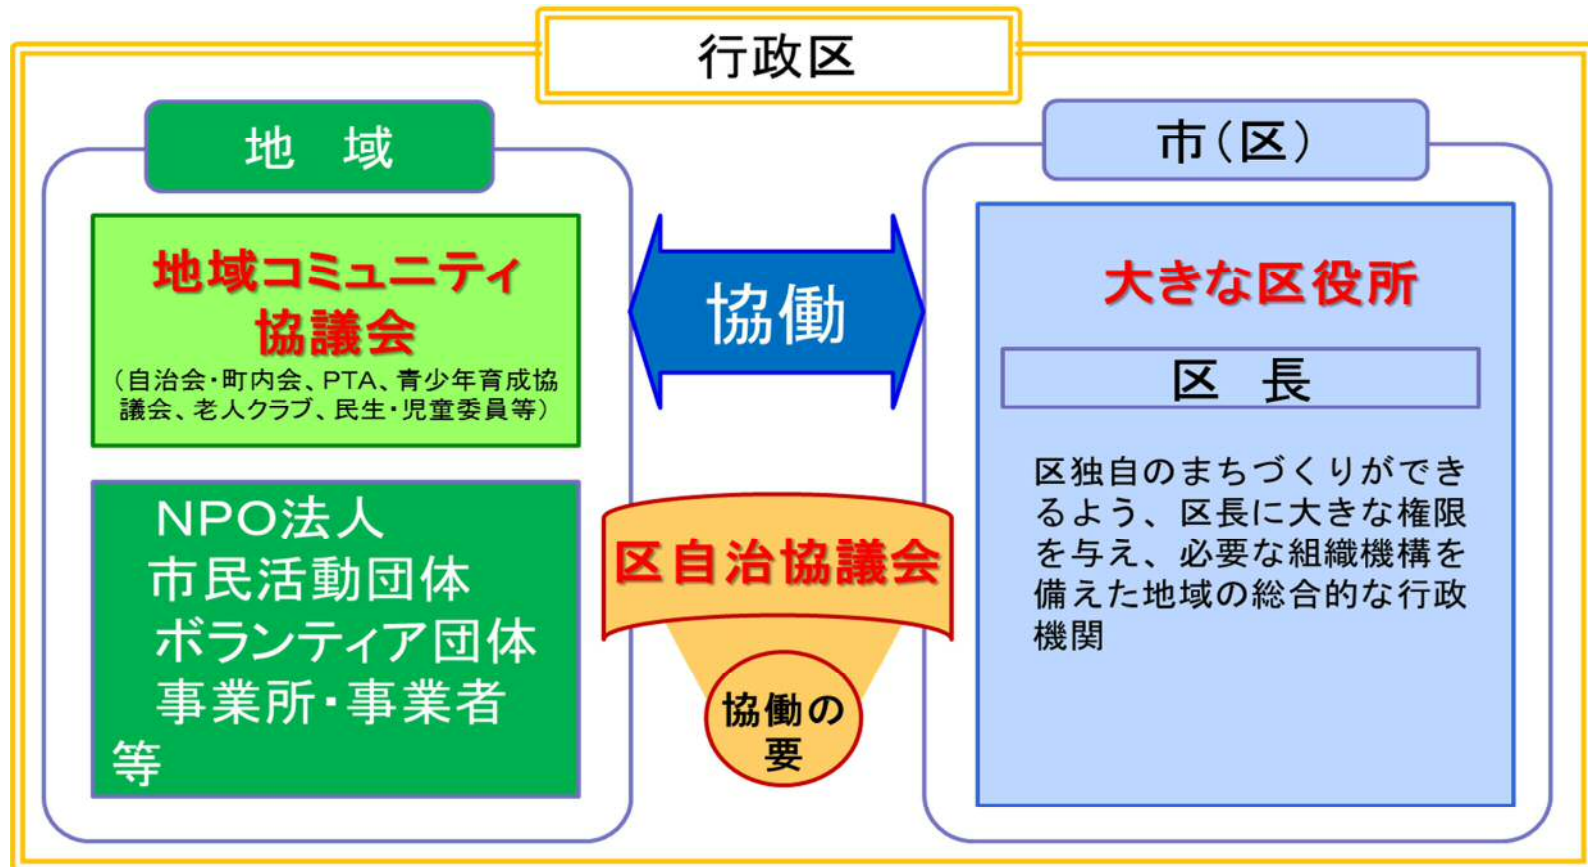 行政区
地　域
地域コミュニティ
協議会
（自治会・町内会、PTA、青少年育成協
議会、老人クラブ、民生・児童委員等）
NPO法人
市民活動団体
ボランティア団体
事業所・事業者
等
協働
区自治協議会
協働の
要
市（区）
大きな区役所
区　長
区独自のまちづくりができ
るよう、区長に大きな権限
を与え、必要な組織機構を
備えた地域の総合的な行政
機関